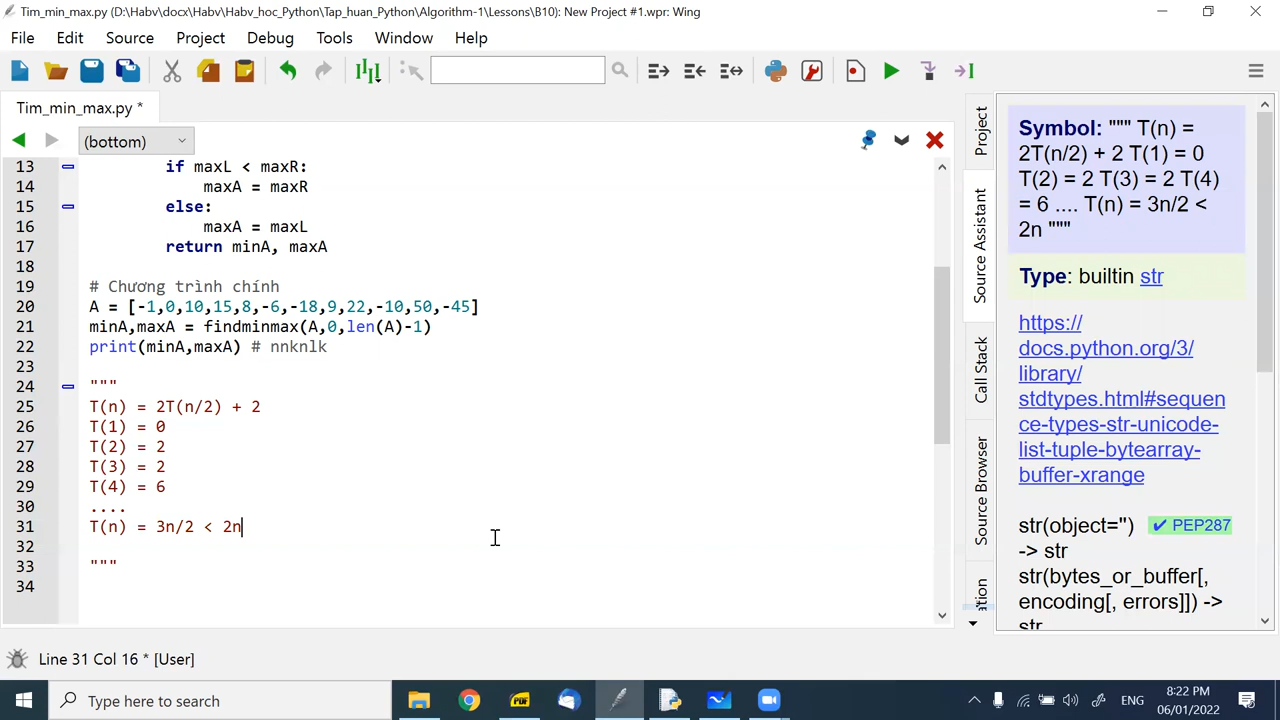 Tim_min_max.py (D:\Habv\docx\Habv\Habv_hoc_Python\Tap_huan_Python\Algorithm-1\Lessons\B10): New Project #1.wpr: Wing
File Edit Source Project Debug Tools Window Help
Tim_min_max.py *
(bottom)
13 if maxL < maxR:
14 maxA = maxR
15 else:
16 maxA = maxL
17 return minA, maxA
18
19 # Chương trình chính
20 A = [-1,0,10,15,8,-6,-18,9,22,-10,50,-45]
21 minA,maxA = findminmax(A,0,len(A)-1)
22 print(minA,maxA) # nnknlk
23
24 """
25 T(n) = 2T(n/2) + 2
26 T(1) = 0
27 T(2) = 2
28 T(3) = 2
29 T(4) = 6
30 ....
31 T(n) = 3n/2 < 2n
32
33 """
34
Project
Source Assistant
Call Stack
Source Browser
Symbol: """ T(n) =
2T(n/2) + 2 T(1) = 0
T(2) = 2 T(3) = 2 T(4)
= 6 .... T(n) = 3n/2 <
2n """
Type: builtin str
https://
docs.python.org/3/
library/
stdtypes.html#sequen
ce-types-str-unicode-
list-tuple-bytearray-
buffer-xrange
str(object='') ✔ PEP287
-> str
str(bytes_or_buffer[,
encoding[, errors]]) ->
str
Line 31 Col 16 * [User]
Type here to search
PDF
ENG
8:22 PM
06/01/2022